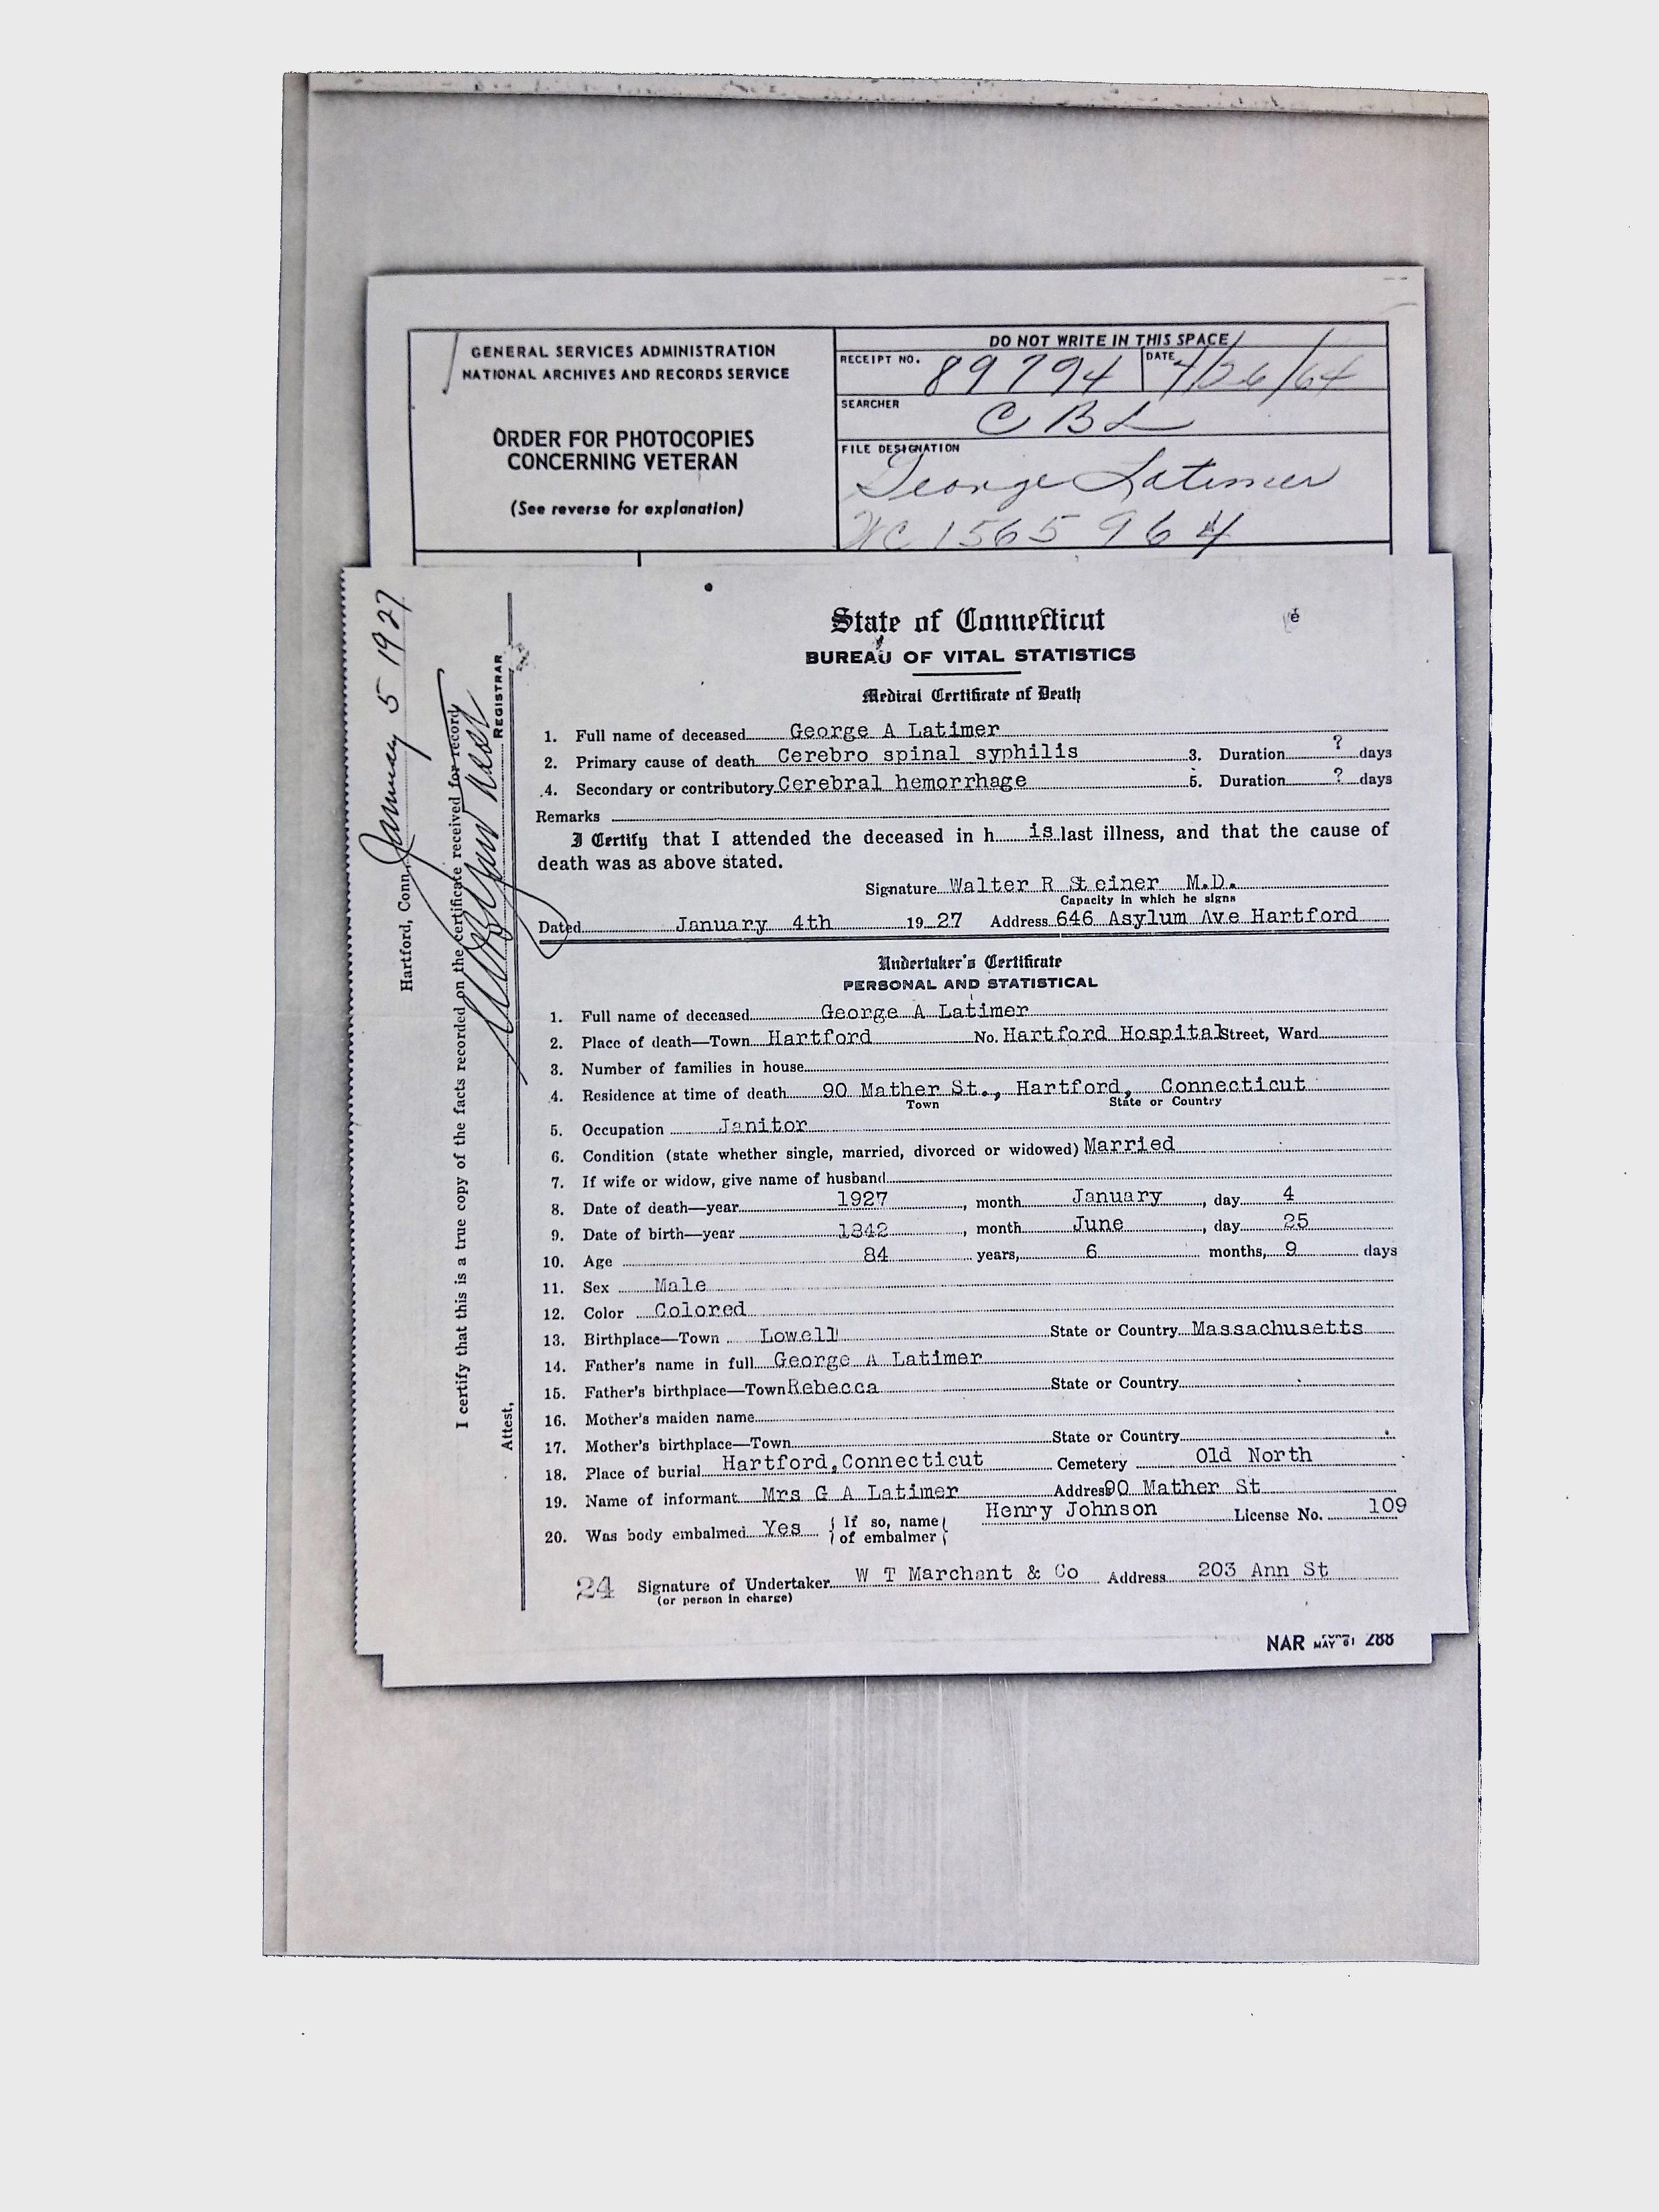 GENERAL SERVICES ADMINISTRATION
NATIONAL ARCHIVES AND RECORDS SERVICE
ORDER FOR PHOTOCOPIES
CONCERNING VETERAN
(See reverse for explanation)
DO NOT WRITE IN THIS SPACE
RECEIPT NO. 89794 DATE /26/64
SEARCHER
C B L
FILE DESIGNATION
George Latimer
WC 1565964
Hartford, Conn. January 5 1927
I certify that this is a true copy of the facts recorded on the certificate received for record
Attest, REGISTRAR
State of Connecticut
BUREAU OF VITAL STATISTICS
Medical Certificate of Death
1. Full name of deceased George A Latimer
2. Primary cause of death Cerebro spinal syphilis 3. Duration ? days
4. Secondary or contributory Cerebral hemorrhage 5. Duration ? days
Remarks
I Certify that I attended the deceased in h is last illness, and that the cause of
death was as above stated.
Signature Walter R Steiner M.D.
Capacity in which he signs
Dated January 4th 1927 Address 646 Asylum Ave Hartford
Undertaker's Certificate
PERSONAL AND STATISTICAL
1. Full name of deceased George A Latimer
2. Place of death—Town Hartford No. Hartford Hospital Street, Ward
3. Number of families in house
4. Residence at time of death 90 Mather St., Hartford, Connecticut
Town State or Country
5. Occupation Janitor
6. Condition (state whether single, married, divorced or widowed) Married
7. If wife or widow, give name of husband
8. Date of death—year 1927, month January, day 4
9. Date of birth—year 1842, month June, day 25
10. Age 84 years, 6 months, 9 days
11. Sex Male
12. Color Colored
13. Birthplace—Town Lowell State or Country Massachusetts
14. Father's name in full George A Latimer
15. Father's birthplace—Town Rebecca State or Country
16. Mother's maiden name
17. Mother's birthplace—Town State or Country
18. Place of burial Hartford, Connecticut Cemetery Old North
19. Name of informant Mrs G A Latimer Address 90 Mather St
20. Was body embalmed Yes { If so, name of embalmer { Henry Johnson License No. 109
24 Signature of Undertaker W T Marchant & Co Address 203 Ann St
(or person in charge)
NAR FORM MAY 61 288